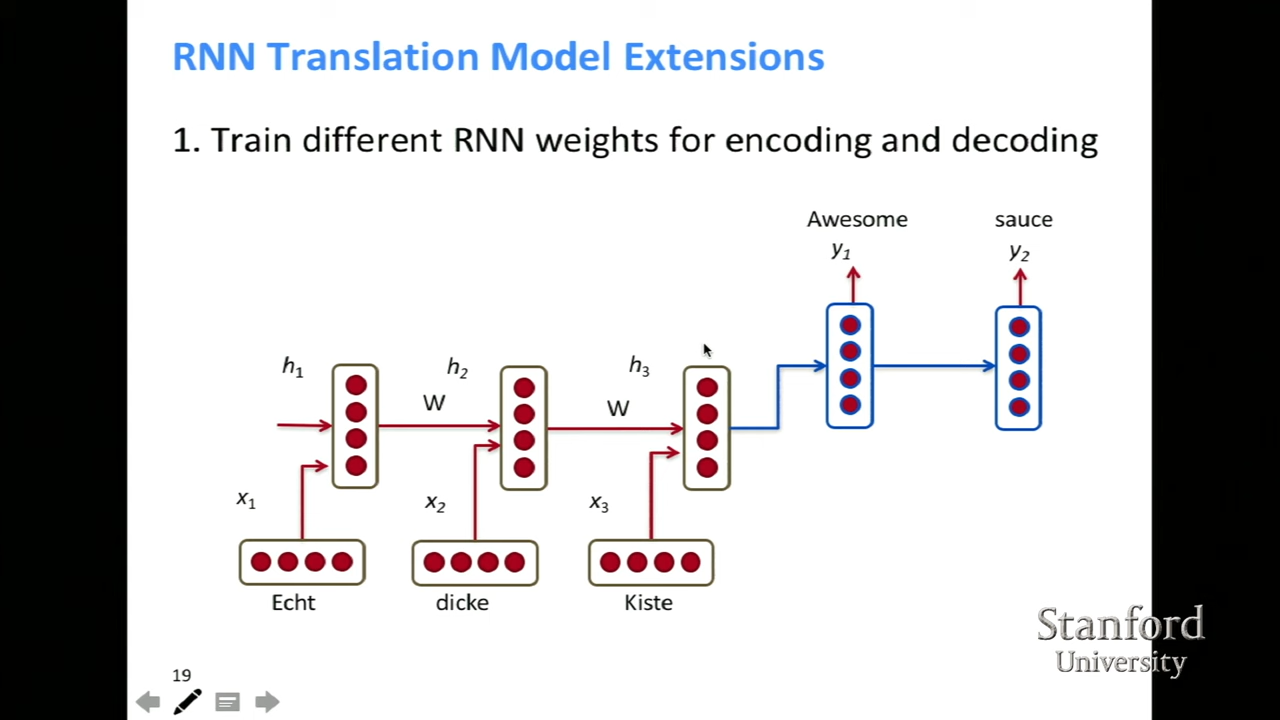 RNN Translation Model Extensions
1. Train different RNN weights for encoding and decoding
Awesome sauce
y1 y2
h1 h2 h3
W W
x1 x2 x3
Echt dicke Kiste
Stanford
University
19